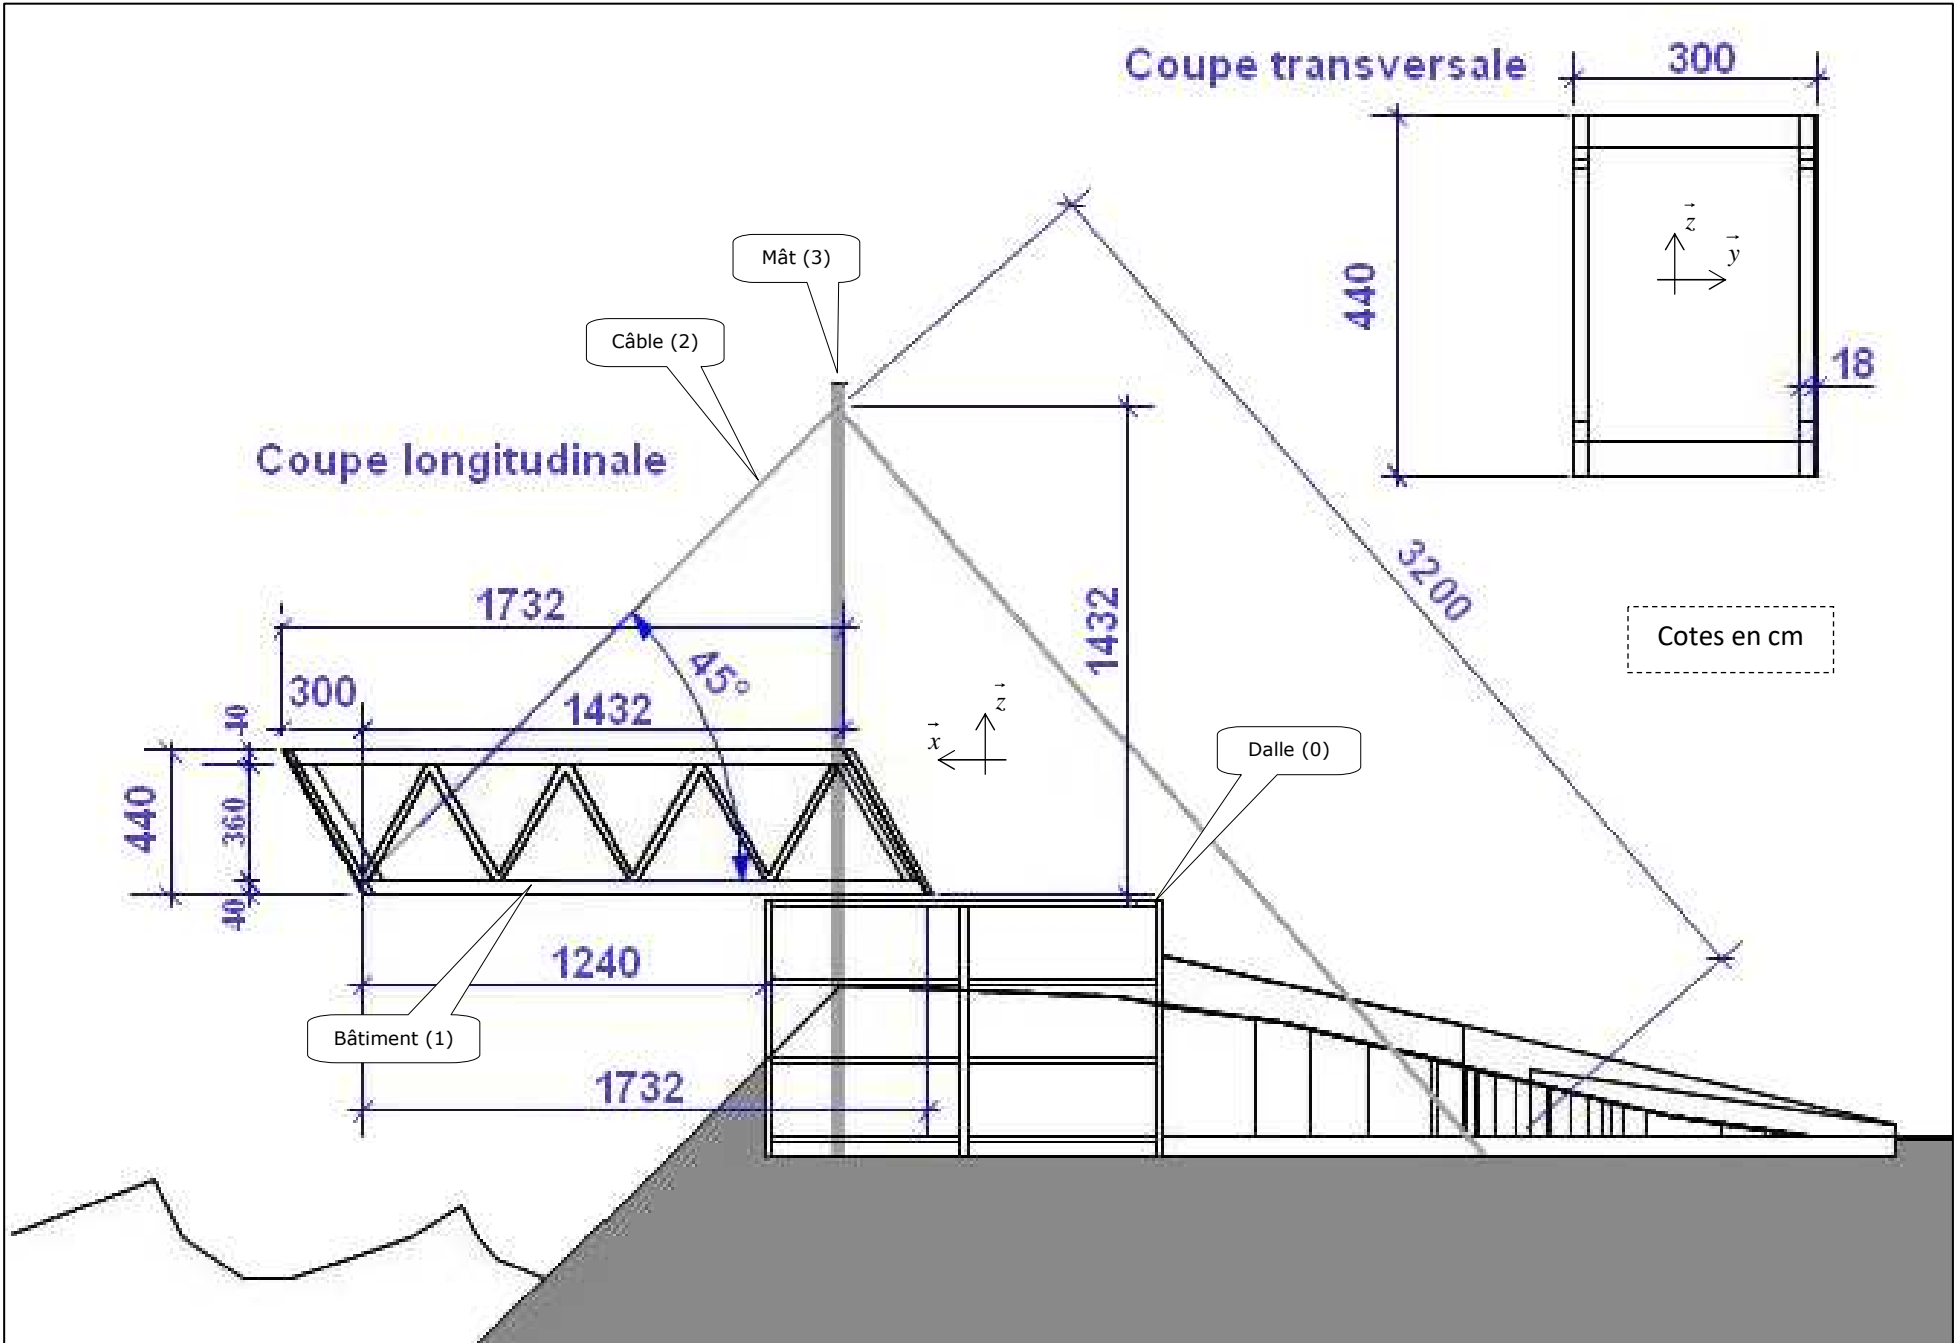 Coupe transversale
300
440
z
y
18
Mât (3)
Câble (2)
Coupe longitudinale
3200
1432
Cotes en cm
1732
45°
300
1432
40
440
360
40
x
z
Dalle (0)
1240
Bâtiment (1)
1732